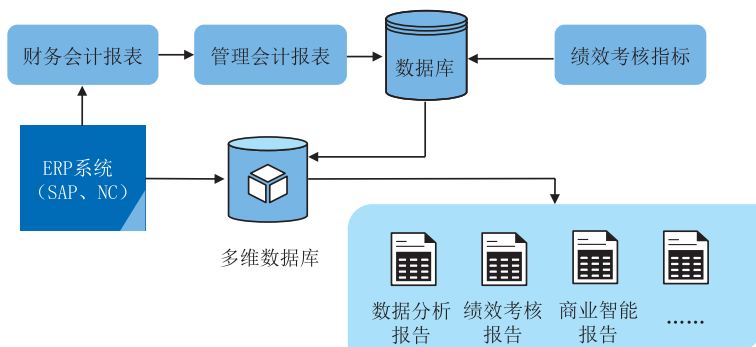 财务会计报表
管理会计报表
数据库
绩效考核指标
ERP系统
（SAP、NC）
多维数据库
数据分析
报告
绩效考核
报告
商业智能
报告
……